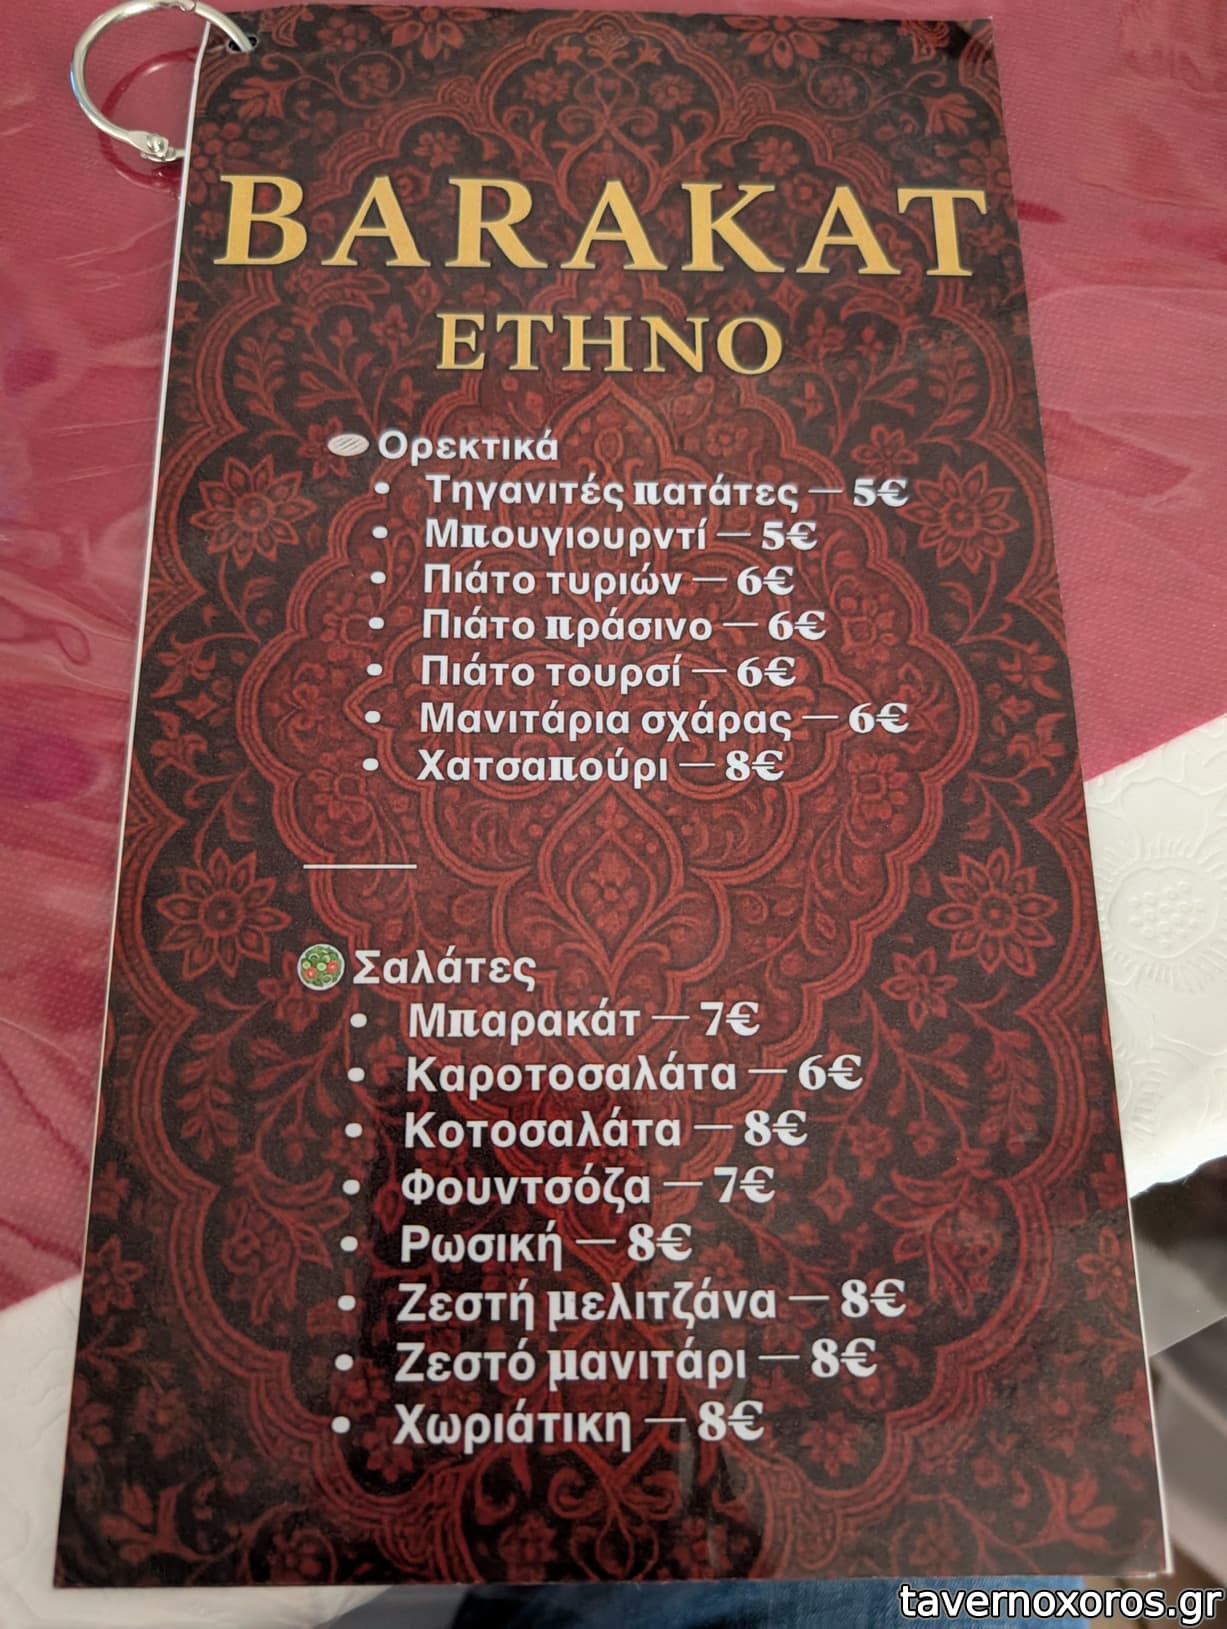 BARAKAT
ETHNO
Ορεκτικά
• Τηγανιτές πατάτες — 5€
• Μπουγιουρντί — 5€
• Πιάτο τυριών — 6€
• Πιάτο πράσινο — 6€
• Πιάτο τουρσί — 6€
• Μανιτάρια σχάρας — 6€
• Χατσαπούρι — 8€
Σαλάτες
• Μπαρακάτ — 7€
• Καροτοσαλάτα — 6€
• Κοτοσαλάτα — 8€
• Φουντσόζα — 7€
• Ρωσική — 8€
• Ζεστή μελιτζάνα — 8€
• Ζεστό μανιτάρι — 8€
• Χωριάτικη — 8€
tavernoxoros.gr